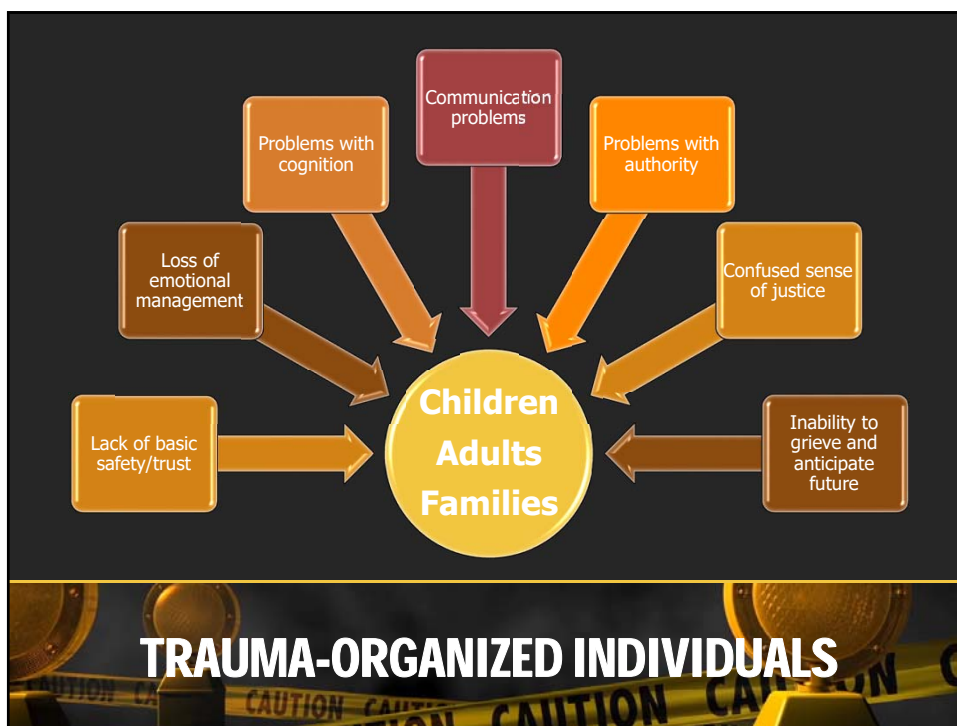 Communication
problems
Problems with
cognition
Problems with
authority
Loss of
emotional
management
Confused sense
of justice
Lack of basic
safety/trust
Children
Adults
Families
Inability to
grieve and
anticipate
future
TRAUMA-ORGANIZED INDIVIDUALS
CAUTION
CAUTION
CAUTION